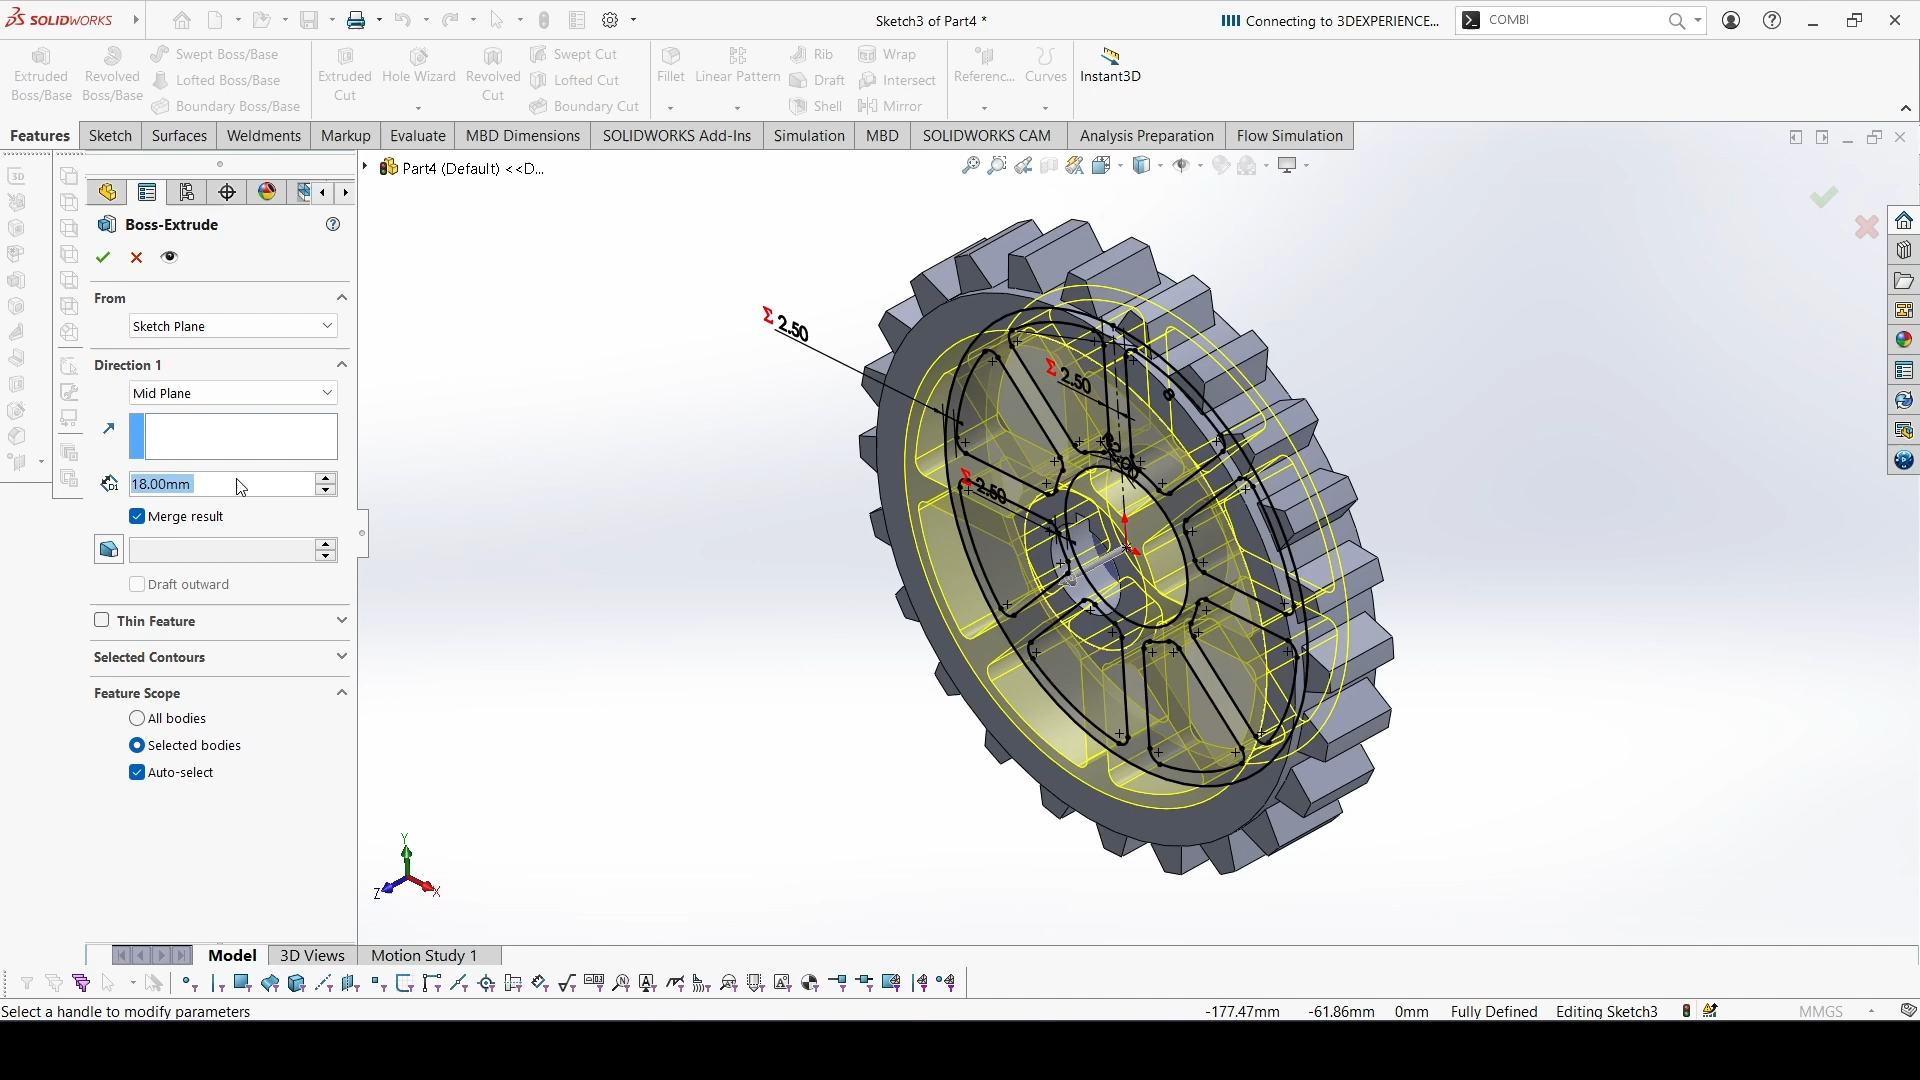 SOLIDWORKS
Sketch3 of Part4 *
Connecting to 3DEXPERIENCE...
COMBI
Extruded Boss/Base
Revolved Boss/Base
Swept Boss/Base
Lofted Boss/Base
Boundary Boss/Base
Extruded Cut
Hole Wizard
Revolved Cut
Swept Cut
Lofted Cut
Boundary Cut
Fillet
Linear Pattern
Rib
Draft
Shell
Wrap
Intersect
Mirror
Referenc...
Curves
Instant3D
Features
Sketch
Surfaces
Weldments
Markup
Evaluate
MBD Dimensions
SOLIDWORKS Add-Ins
Simulation
MBD
SOLIDWORKS CAM
Analysis Preparation
Flow Simulation
Part4 (Default) <<D...
Boss-Extrude
From
Sketch Plane
Direction 1
Mid Plane
18.00mm
Merge result
Draft outward
Thin Feature
Selected Contours
Feature Scope
All bodies
Selected bodies
Auto-select
Σ 2.50
Σ 2.50
Σ 2.50
Y
Z
X
Model
3D Views
Motion Study 1
Select a handle to modify parameters
-177.47mm
-61.86mm
0mm
Fully Defined
Editing Sketch3
MMGS